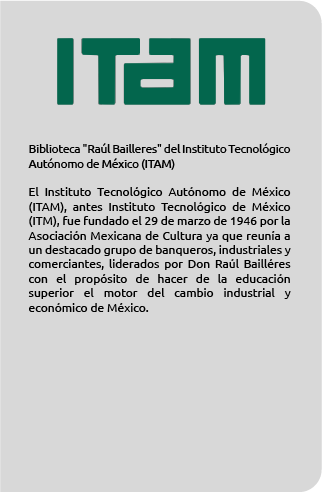 ITAM
Biblioteca "Raúl Bailleres" del Instituto Tecnológico
Autónomo de México (ITAM)
El Instituto Tecnológico Autónomo de México
(ITAM), antes Instituto Tecnológico de México
(ITM), fue fundado el 29 de marzo de 1946 por la
Asociación Mexicana de Cultura ya que reunía a
un destacado grupo de banqueros, industriales y
comerciantes, liderados por Don Raúl Bailléres
con el propósito de hacer de la educación
superior el motor del cambio industrial y
económico de México.